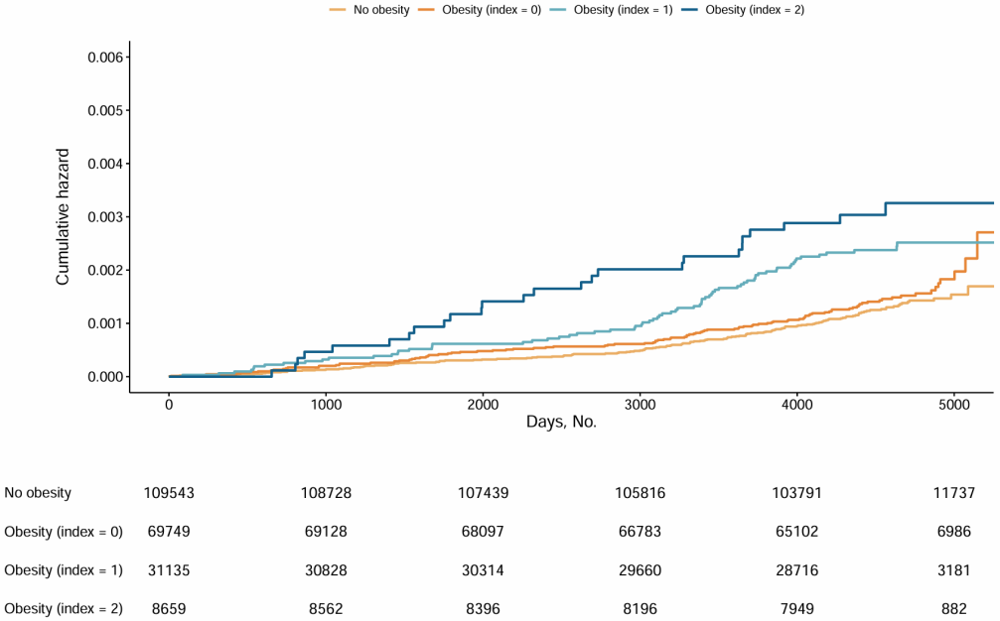 No obesity Obesity (index = 0) Obesity (index = 1) Obesity (index = 2)
0.006
0.005
0.004
0.003
0.002
0.001
0.000
Cumulative hazard
0 1000 2000 3000 4000 5000
Days, No.
No obesity 109543 108728 107439 105816 103791 11737
Obesity (index = 0) 69749 69128 68097 66783 65102 6986
Obesity (index = 1) 31135 30828 30314 29660 28716 3181
Obesity (index = 2) 8659 8562 8396 8196 7949 882